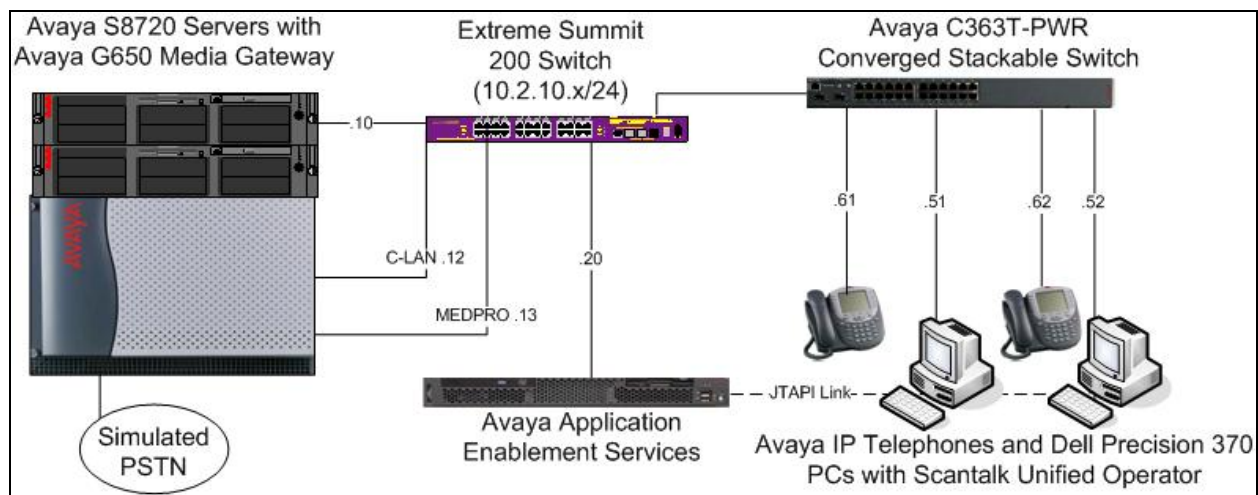 Avaya S8720 Servers with
Avaya G650 Media Gateway
Extreme Summit
200 Switch
(10.2.10.x/24)
Avaya C363T-PWR
Converged Stackable Switch
.10
.61
.51
.62
.52
AVAYA
C-LAN .12
.20
MEDPRO .13
JTAPI Link
Simulated
PSTN
Avaya Application
Enablement Services
Avaya IP Telephones and Dell Precision 370
PCs with Scantalk Unified Operator